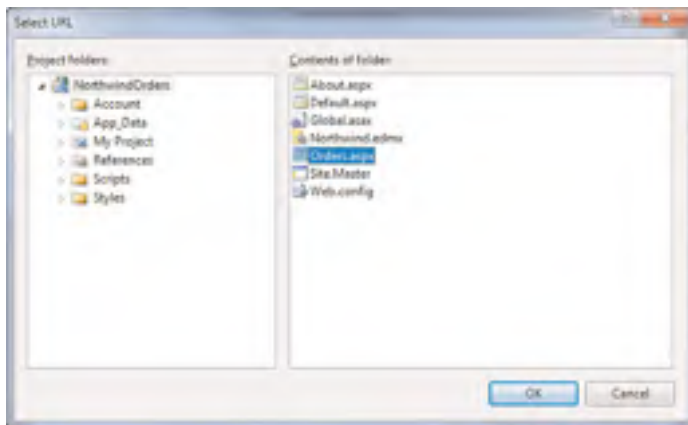 Select URL
Project folders:
Contents of folder:
NorthwindOrders
Account
App_Data
My Project
References
Scripts
Styles
About.aspx
Default.aspx
Global.asax
Northwind.edmx
Orders.aspx
Site.Master
Web.config
OK
Cancel